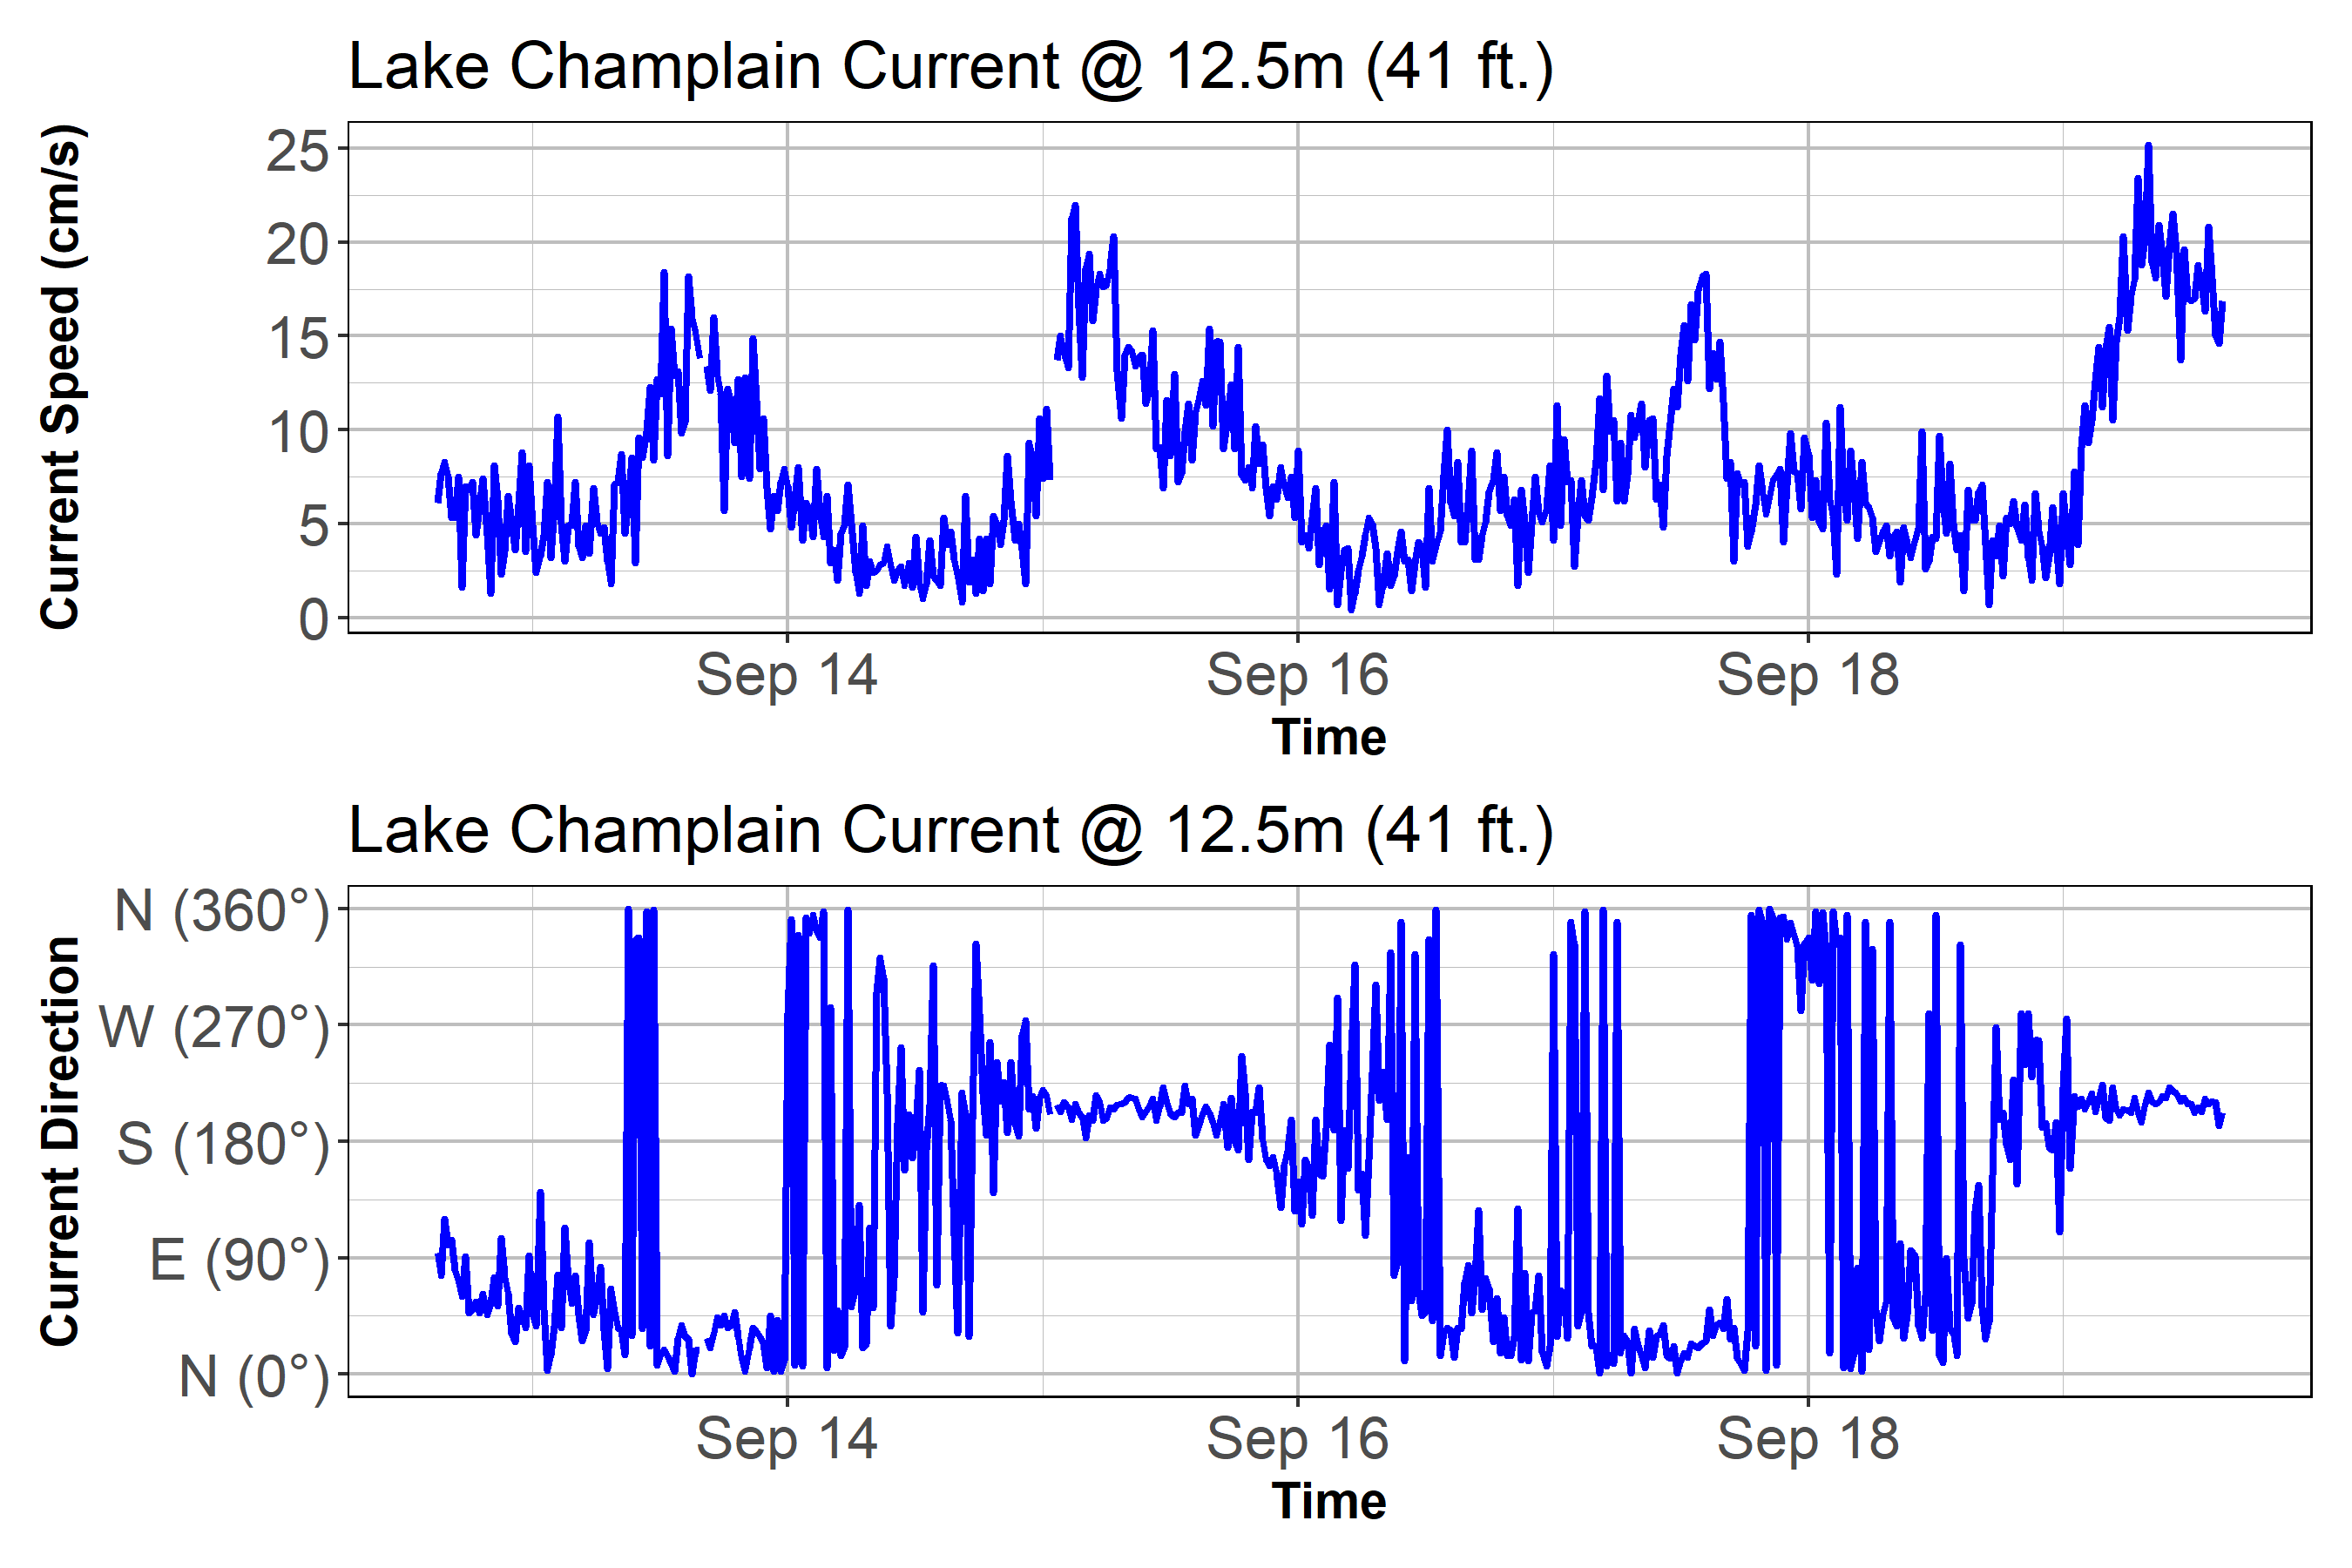 Lake Champlain Current @ 12.5m (41 ft.)
Current Speed (cm/s)
25
20
15
10
5
0
Sep 14 Sep 16 Sep 18
Time
Lake Champlain Current @ 12.5m (41 ft.)
Current Direction
N (360°)
W (270°)
S (180°)
E (90°)
N (0°)
Sep 14 Sep 16 Sep 18
Time